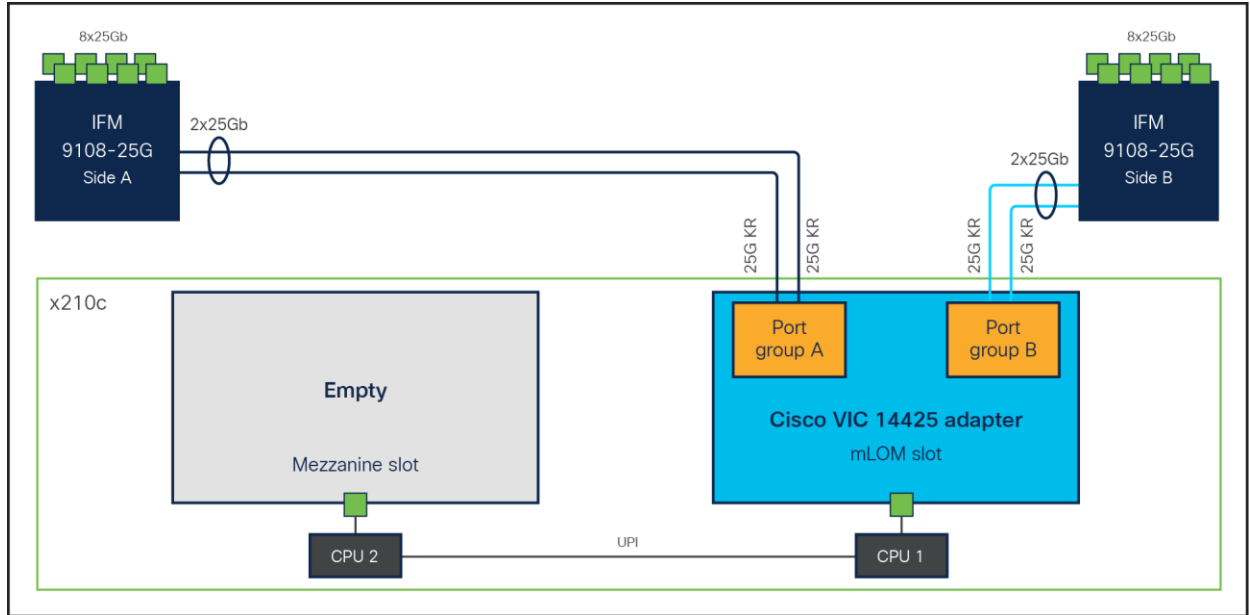 8x25Gb
8x25Gb
IFM
9108-25G
Side A
2x25Gb
IFM
9108-25G
Side B
2x25Gb
25G KR
25G KR
25G KR
25G KR
x210c
Port
group A
Port
group B
Empty
Mezzanine slot
Cisco VIC 14425 adapter
mLOM slot
CPU 2
UPI
CPU 1